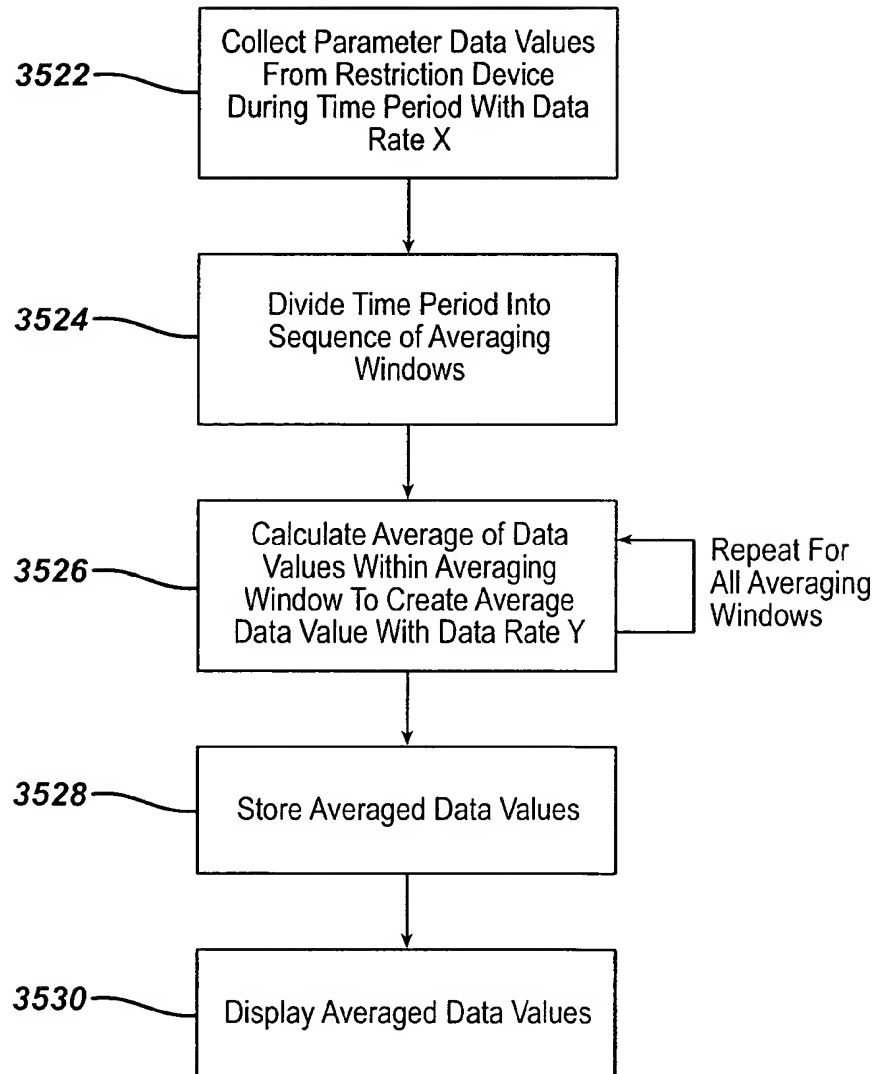 3522
Collect Parameter Data Values
From Restriction Device
During Time Period With Data
Rate X
3524
Divide Time Period Into
Sequence of Averaging
Windows
3526
Calculate Average of Data
Values Within Averaging
Window To Create Average
Data Value With Data Rate Y
Repeat For
All Averaging
Windows
3528
Store Averaged Data Values
3530
Display Averaged Data Values